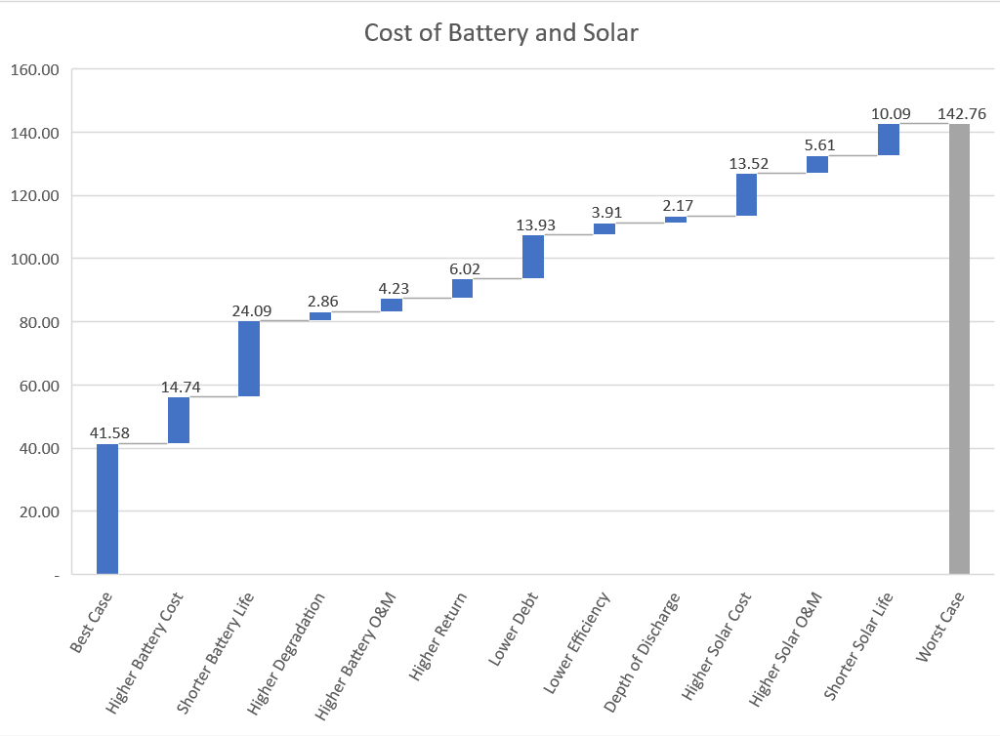 Cost of Battery and Solar
160.00
140.00
120.00
100.00
80.00
60.00
40.00
20.00
-
41.58
14.74
24.09
2.86
4.23
6.02
13.93
3.91
2.17
13.52
5.61
10.09
142.76
Best Case
Higher Battery Cost
Shorter Battery Life
Higher Degradation
Higher Battery O&M
Higher Return
Lower Debt
Lower Efficiency
Depth of Discharge
Higher Solar Cost
Higher Solar O&M
Shorter Solar Life
Worst Case